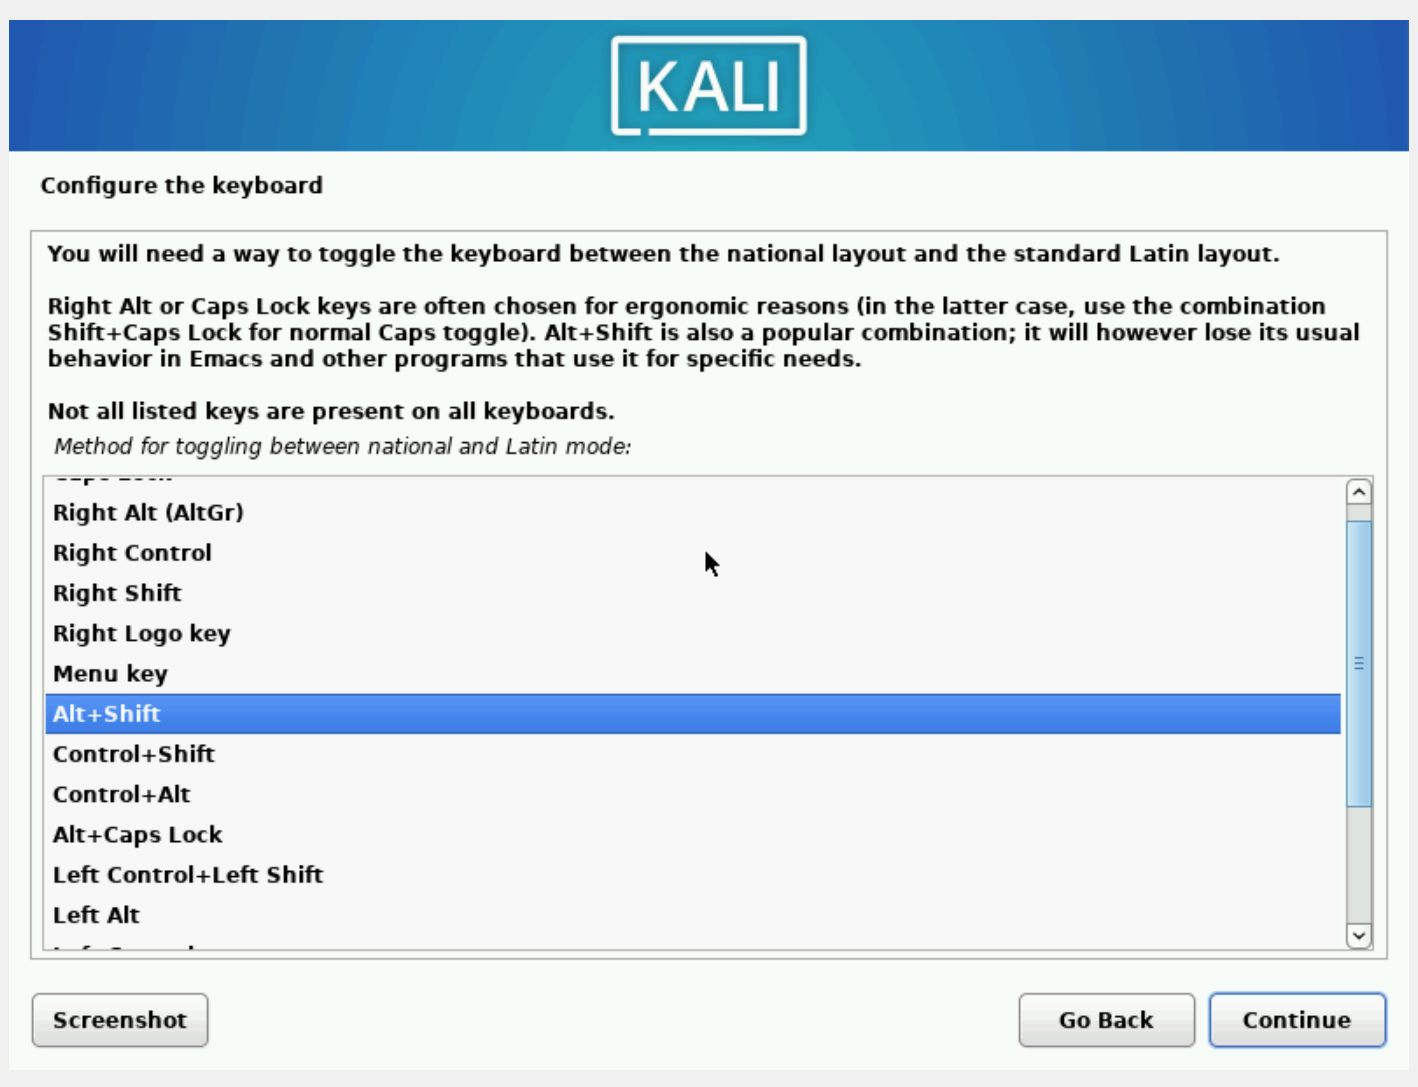 KALI
Configure the keyboard
You will need a way to toggle the keyboard between the national layout and the standard Latin layout.
Right Alt or Caps Lock keys are often chosen for ergonomic reasons (in the latter case, use the combination
Shift+Caps Lock for normal Caps toggle). Alt+Shift is also a popular combination; it will however lose its usual
behavior in Emacs and other programs that use it for specific needs.
Not all listed keys are present on all keyboards.
Method for toggling between national and Latin mode:
Caps Lock
Right Alt (AltGr)
Right Control
Right Shift
Right Logo key
Menu key
Alt+Shift
Control+Shift
Control+Alt
Alt+Caps Lock
Left Control+Left Shift
Left Alt
Screenshot
Go Back
Continue